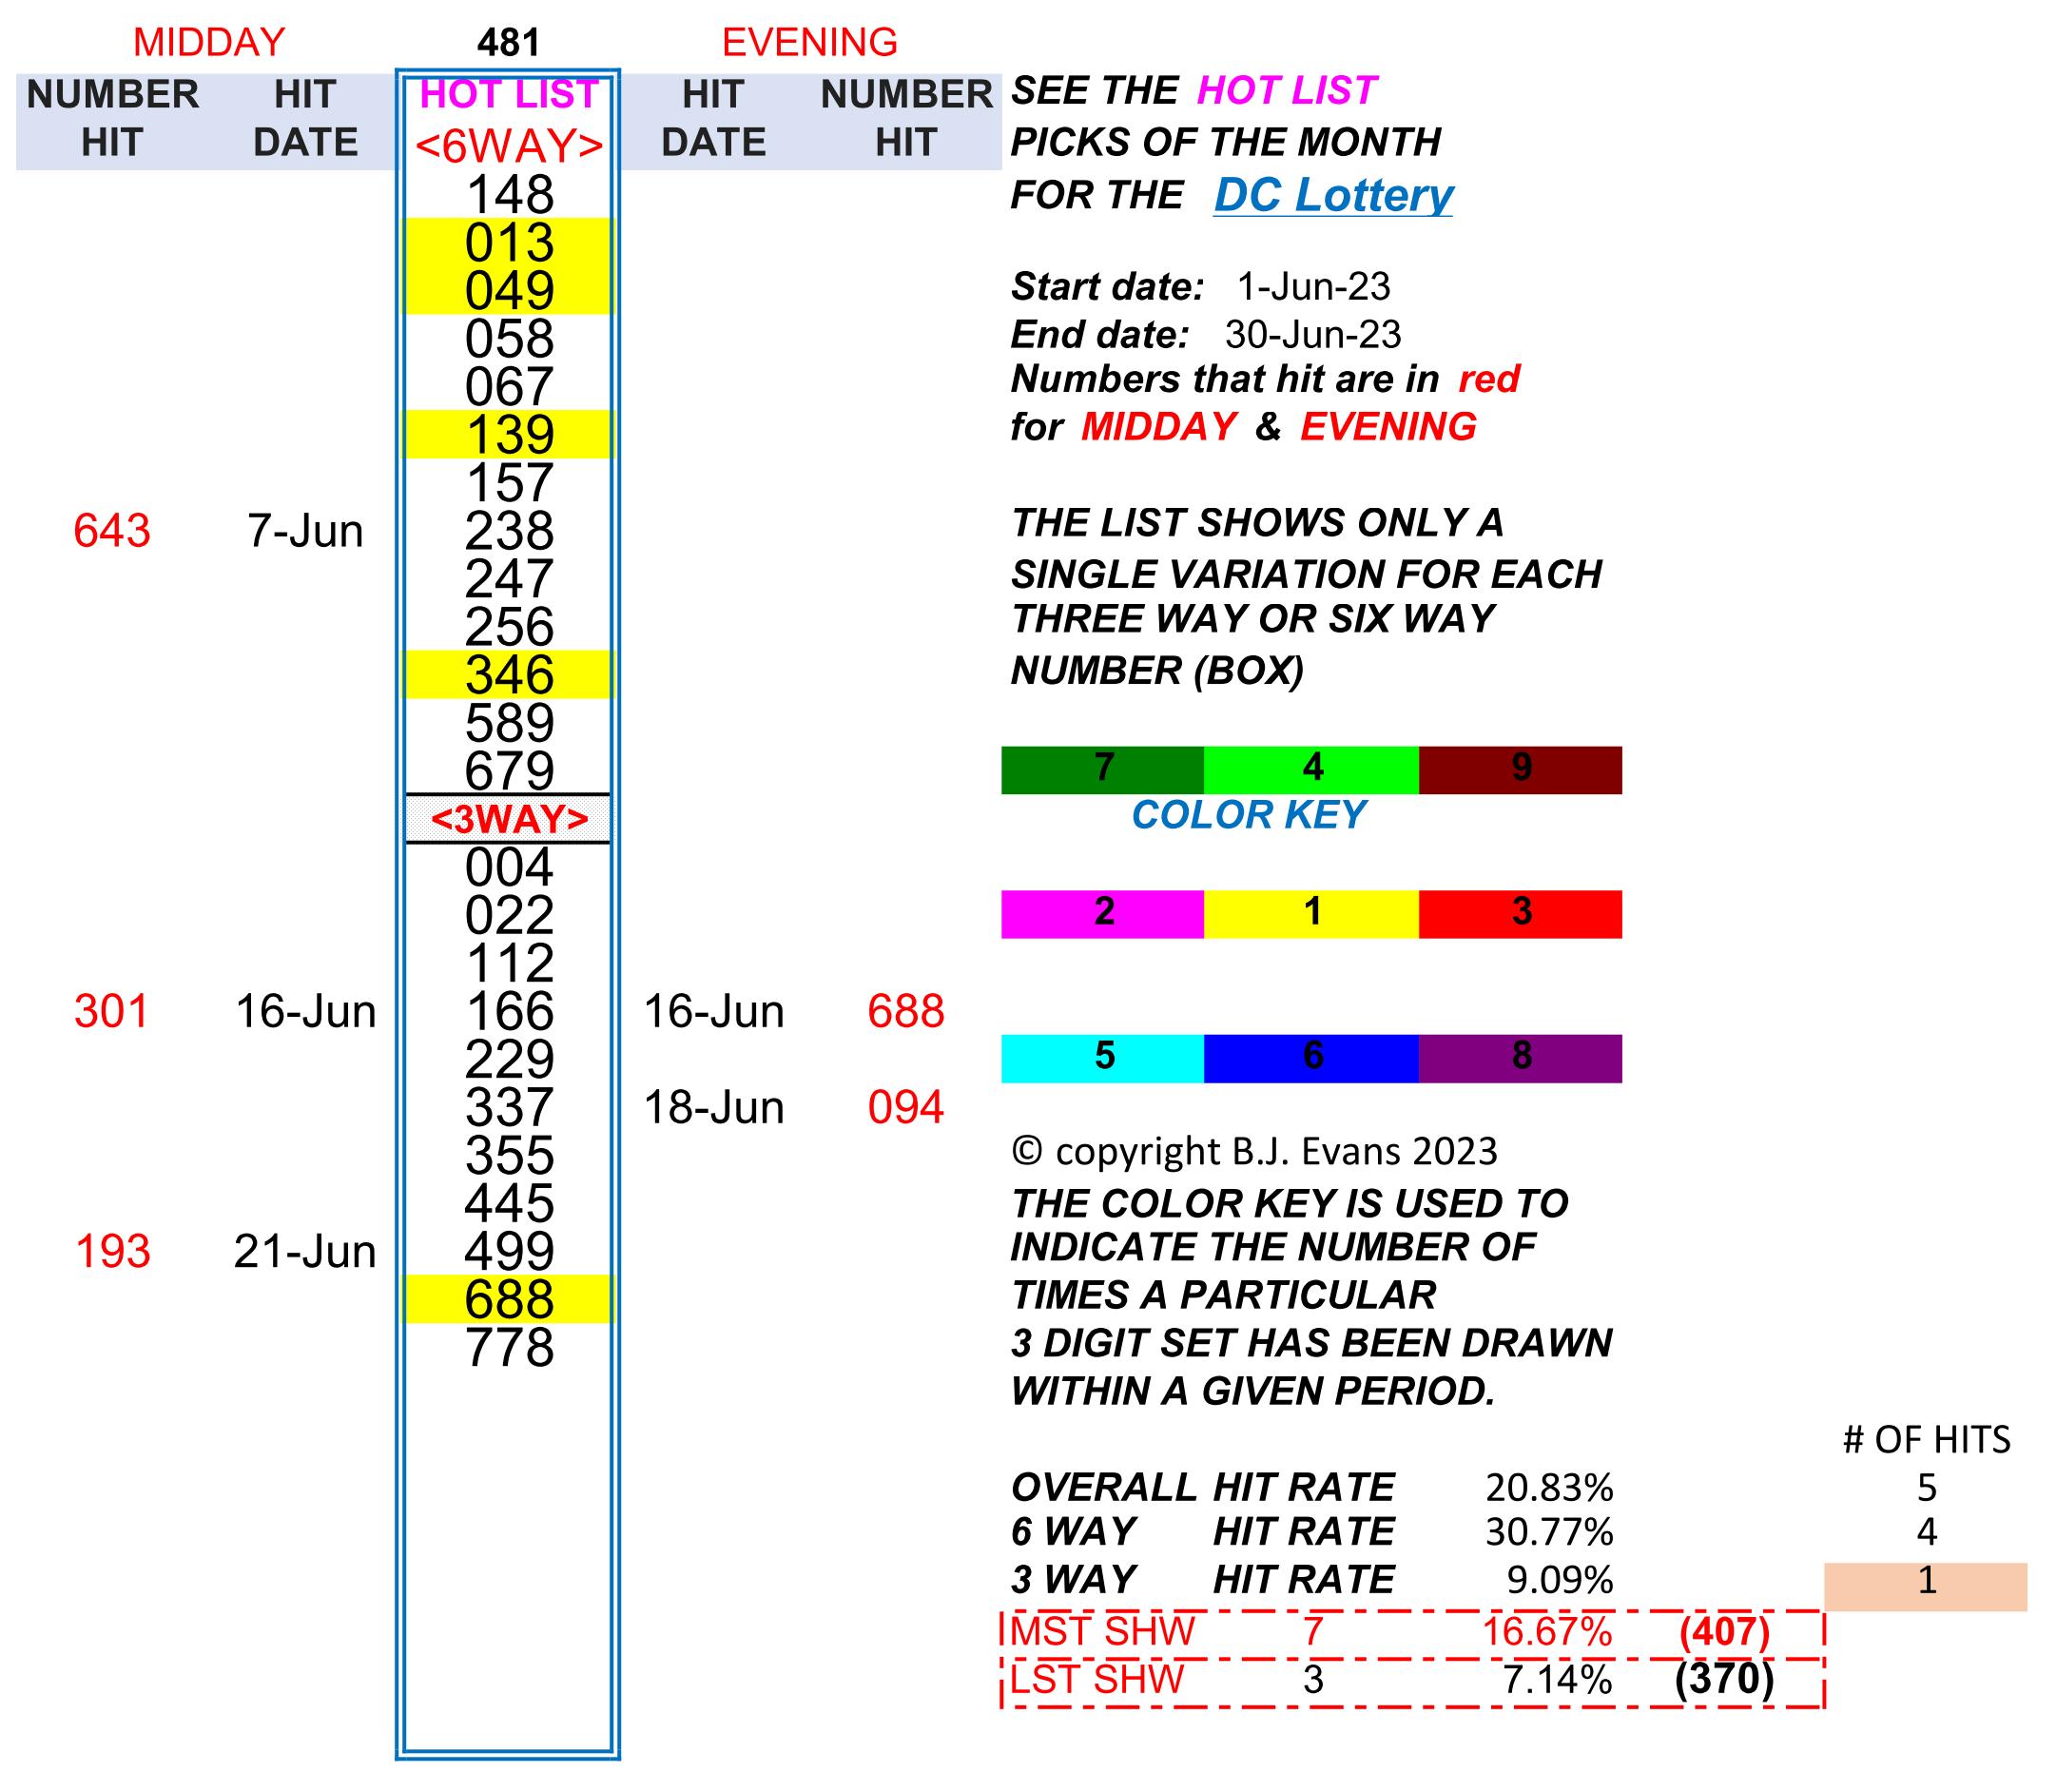 MIDDAY 481 EVENING
NUMBER HIT HOT LIST HIT NUMBER
HIT DATE <6WAY> DATE HIT
148
013
049
058
067
139
157
643 7-Jun 238
247
256
346
589
679
<3WAY>
004
022
112
301 16-Jun 166 16-Jun 688
229
337 18-Jun 094
355
445
193 21-Jun 499
688
778
SEE THE HOT LIST
PICKS OF THE MONTH
FOR THE DC Lottery
Start date: 1-Jun-23
End date: 30-Jun-23
Numbers that hit are in red
for MIDDAY & EVENING
THE LIST SHOWS ONLY A
SINGLE VARIATION FOR EACH
THREE WAY OR SIX WAY
NUMBER (BOX)
7 4 9
COLOR KEY
2 1 3
5 6 8
© copyright B.J. Evans 2023
THE COLOR KEY IS USED TO
INDICATE THE NUMBER OF
TIMES A PARTICULAR
3 DIGIT SET HAS BEEN DRAWN
WITHIN A GIVEN PERIOD.
# OF HITS
OVERALL HIT RATE 20.83% 5
6 WAY HIT RATE 30.77% 4
3 WAY HIT RATE 9.09% 1
MST SHW 7 16.67% (407)
LST SHW 3 7.14% (370)